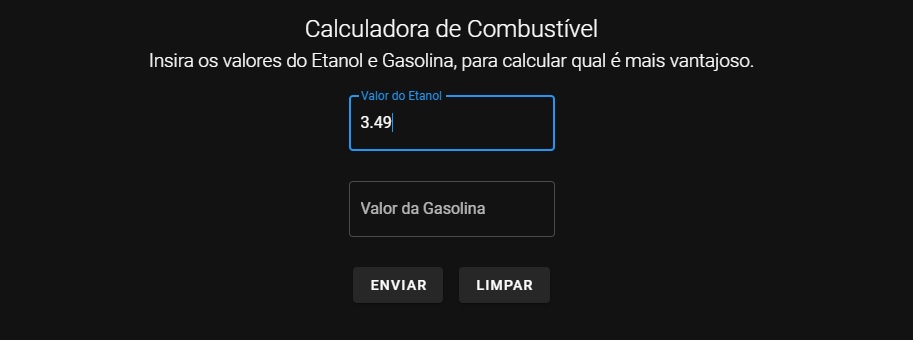 Calculadora de Combustível
Insira os valores do Etanol e Gasolina, para calcular qual é mais vantajoso.
Valor do Etanol
3.49
Valor da Gasolina
ENVIAR LIMPAR